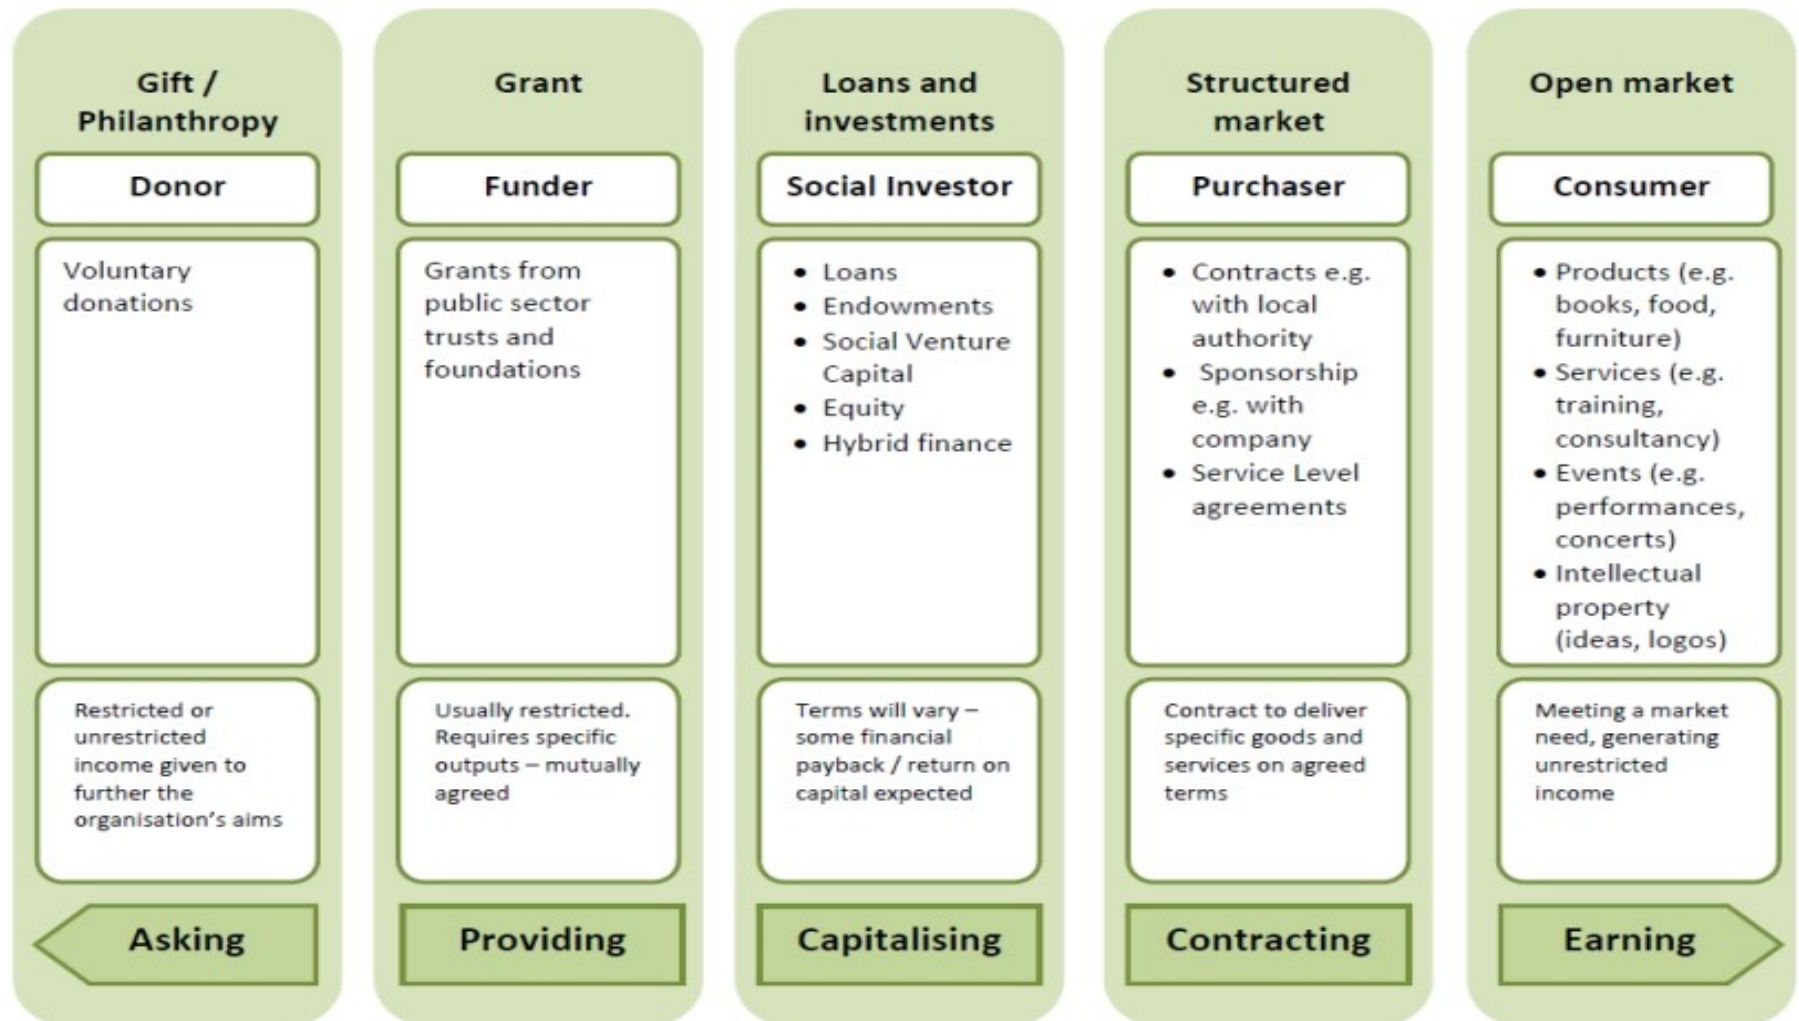 Gift /
Philanthropy
Donor
Voluntary
donations
Restricted or
unrestricted
income given to
further the
organisation's aims
Asking
Grant
Funder
Grants from
public sector
trusts and
foundations
Usually restricted.
Requires specific
outputs – mutually
agreed
Providing
Loans and
investments
Social Investor
• Loans
• Endowments
• Social Venture
Capital
• Equity
• Hybrid finance
Terms will vary –
some financial
payback / return on
capital expected
Capitalising
Structured
market
Purchaser
• Contracts e.g.
with local
authority
• Sponsorship
e.g. with
company
• Service Level
agreements
Contract to deliver
specific goods and
services on agreed
terms
Contracting
Open market
Consumer
• Products (e.g.
books, food,
furniture)
• Services (e.g.
training,
consultancy)
• Events (e.g.
performances,
concerts)
• Intellectual
property
(ideas, logos)
Meeting a market
need, generating
unrestricted
income
Earning